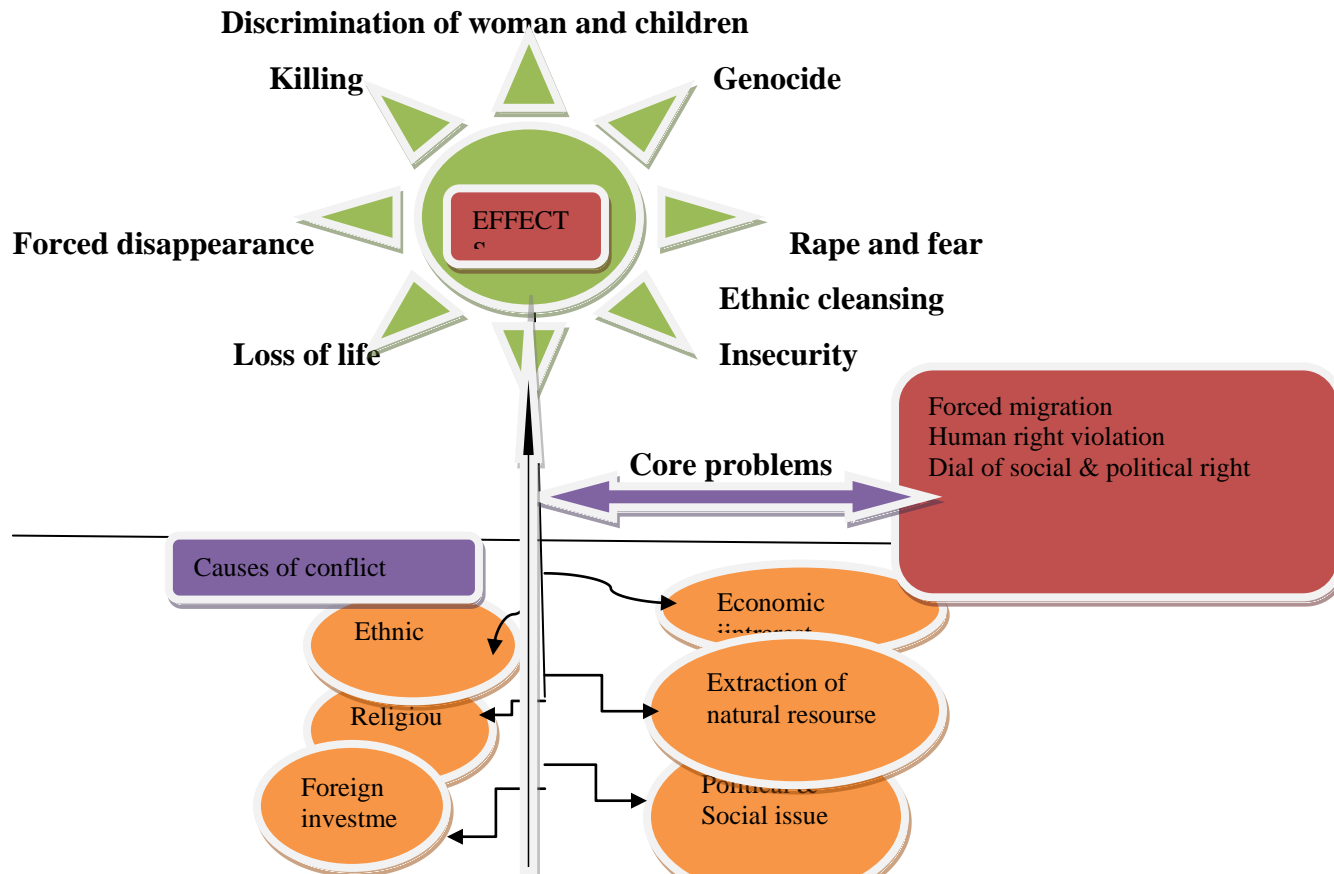 Discrimination of woman and children
Killing
Genocide
EFFECT
S
Forced disappearance
Rape and fear
Ethnic cleansing
Loss of life
Insecurity
Forced migration
Human right violation
Dial of social & political right
Core problems
Causes of conflict
Economic
iintrerest
Ethnic
Extraction of
natural resourse
Religiou
Foreign
investme
Political &
Social issue